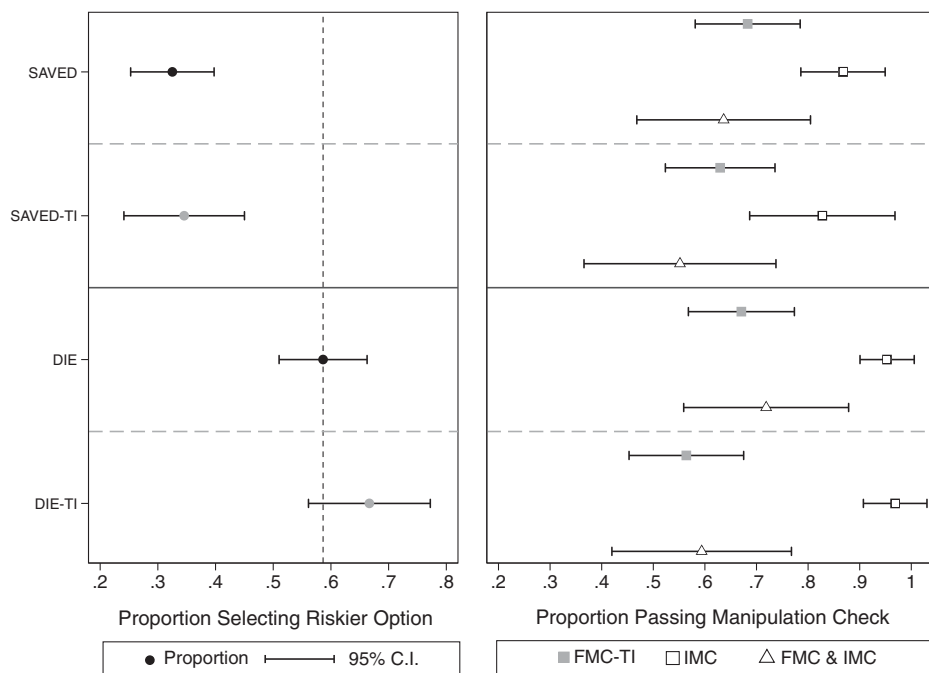 SAVED
SAVED-TI
DIE
DIE-TI
.2 .3 .4 .5 .6 .7 .8
Proportion Selecting Riskier Option
Proportion 95% C.I.
.2 .3 .4 .5 .6 .7 .8 .9 1
Proportion Passing Manipulation Check
FMC-TI IMC FMC & IMC